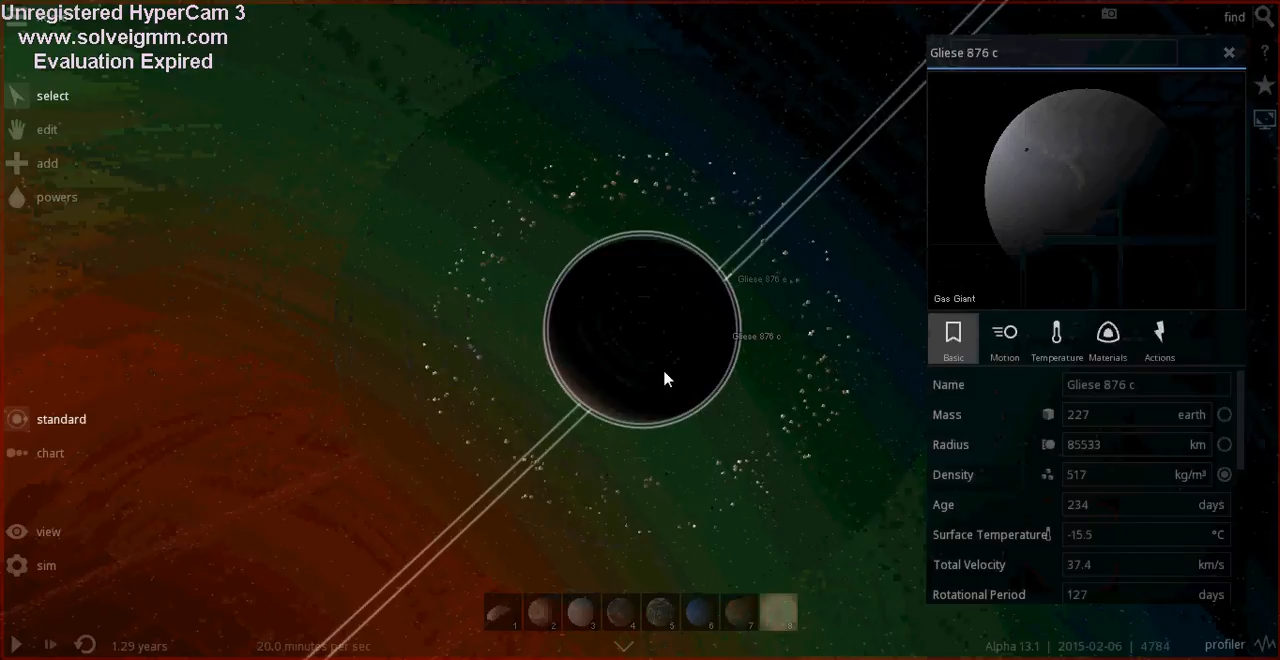 Unregistered HyperCam 3
www.solveigmm.com
Evaluation Expired
find
?
select
edit
add
powers
standard
chart
view
sim
1.29 years
20.0 minutes per sec
Gliese 876 e
Gliese 876 c
1
2
3
4
5
6
7
8
Gliese 876 c
Gas Giant
Basic
Motion
Temperature
Materials
Actions
Name Gliese 876 c
Mass 227 earth
Radius 85533 km
Density 517 kg/m³
Age 234 days
Surface Temperature -15.5 °C
Total Velocity 37.4 km/s
Rotational Period 127 days
Alpha 13.1 | 2015-02-06 | 4784
profiler